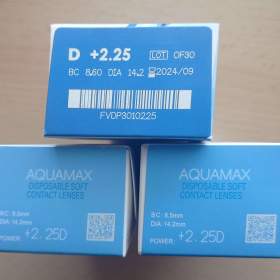 D +2.25 LOT OF30
BC 8.60 DIA 14.2 2024/09
FVDP3010225
AQUAMAX
DISPOSABLE SOFT
CONTACT LENSES
BC: 8.6mm
DIA: 14.2mm
POWER: +2.25D
AQUAMAX
DISPOSABLE SOFT
CONTACT LENSES
BC: 8.6mm
DIA: 14.2mm
POWER: +2.25D